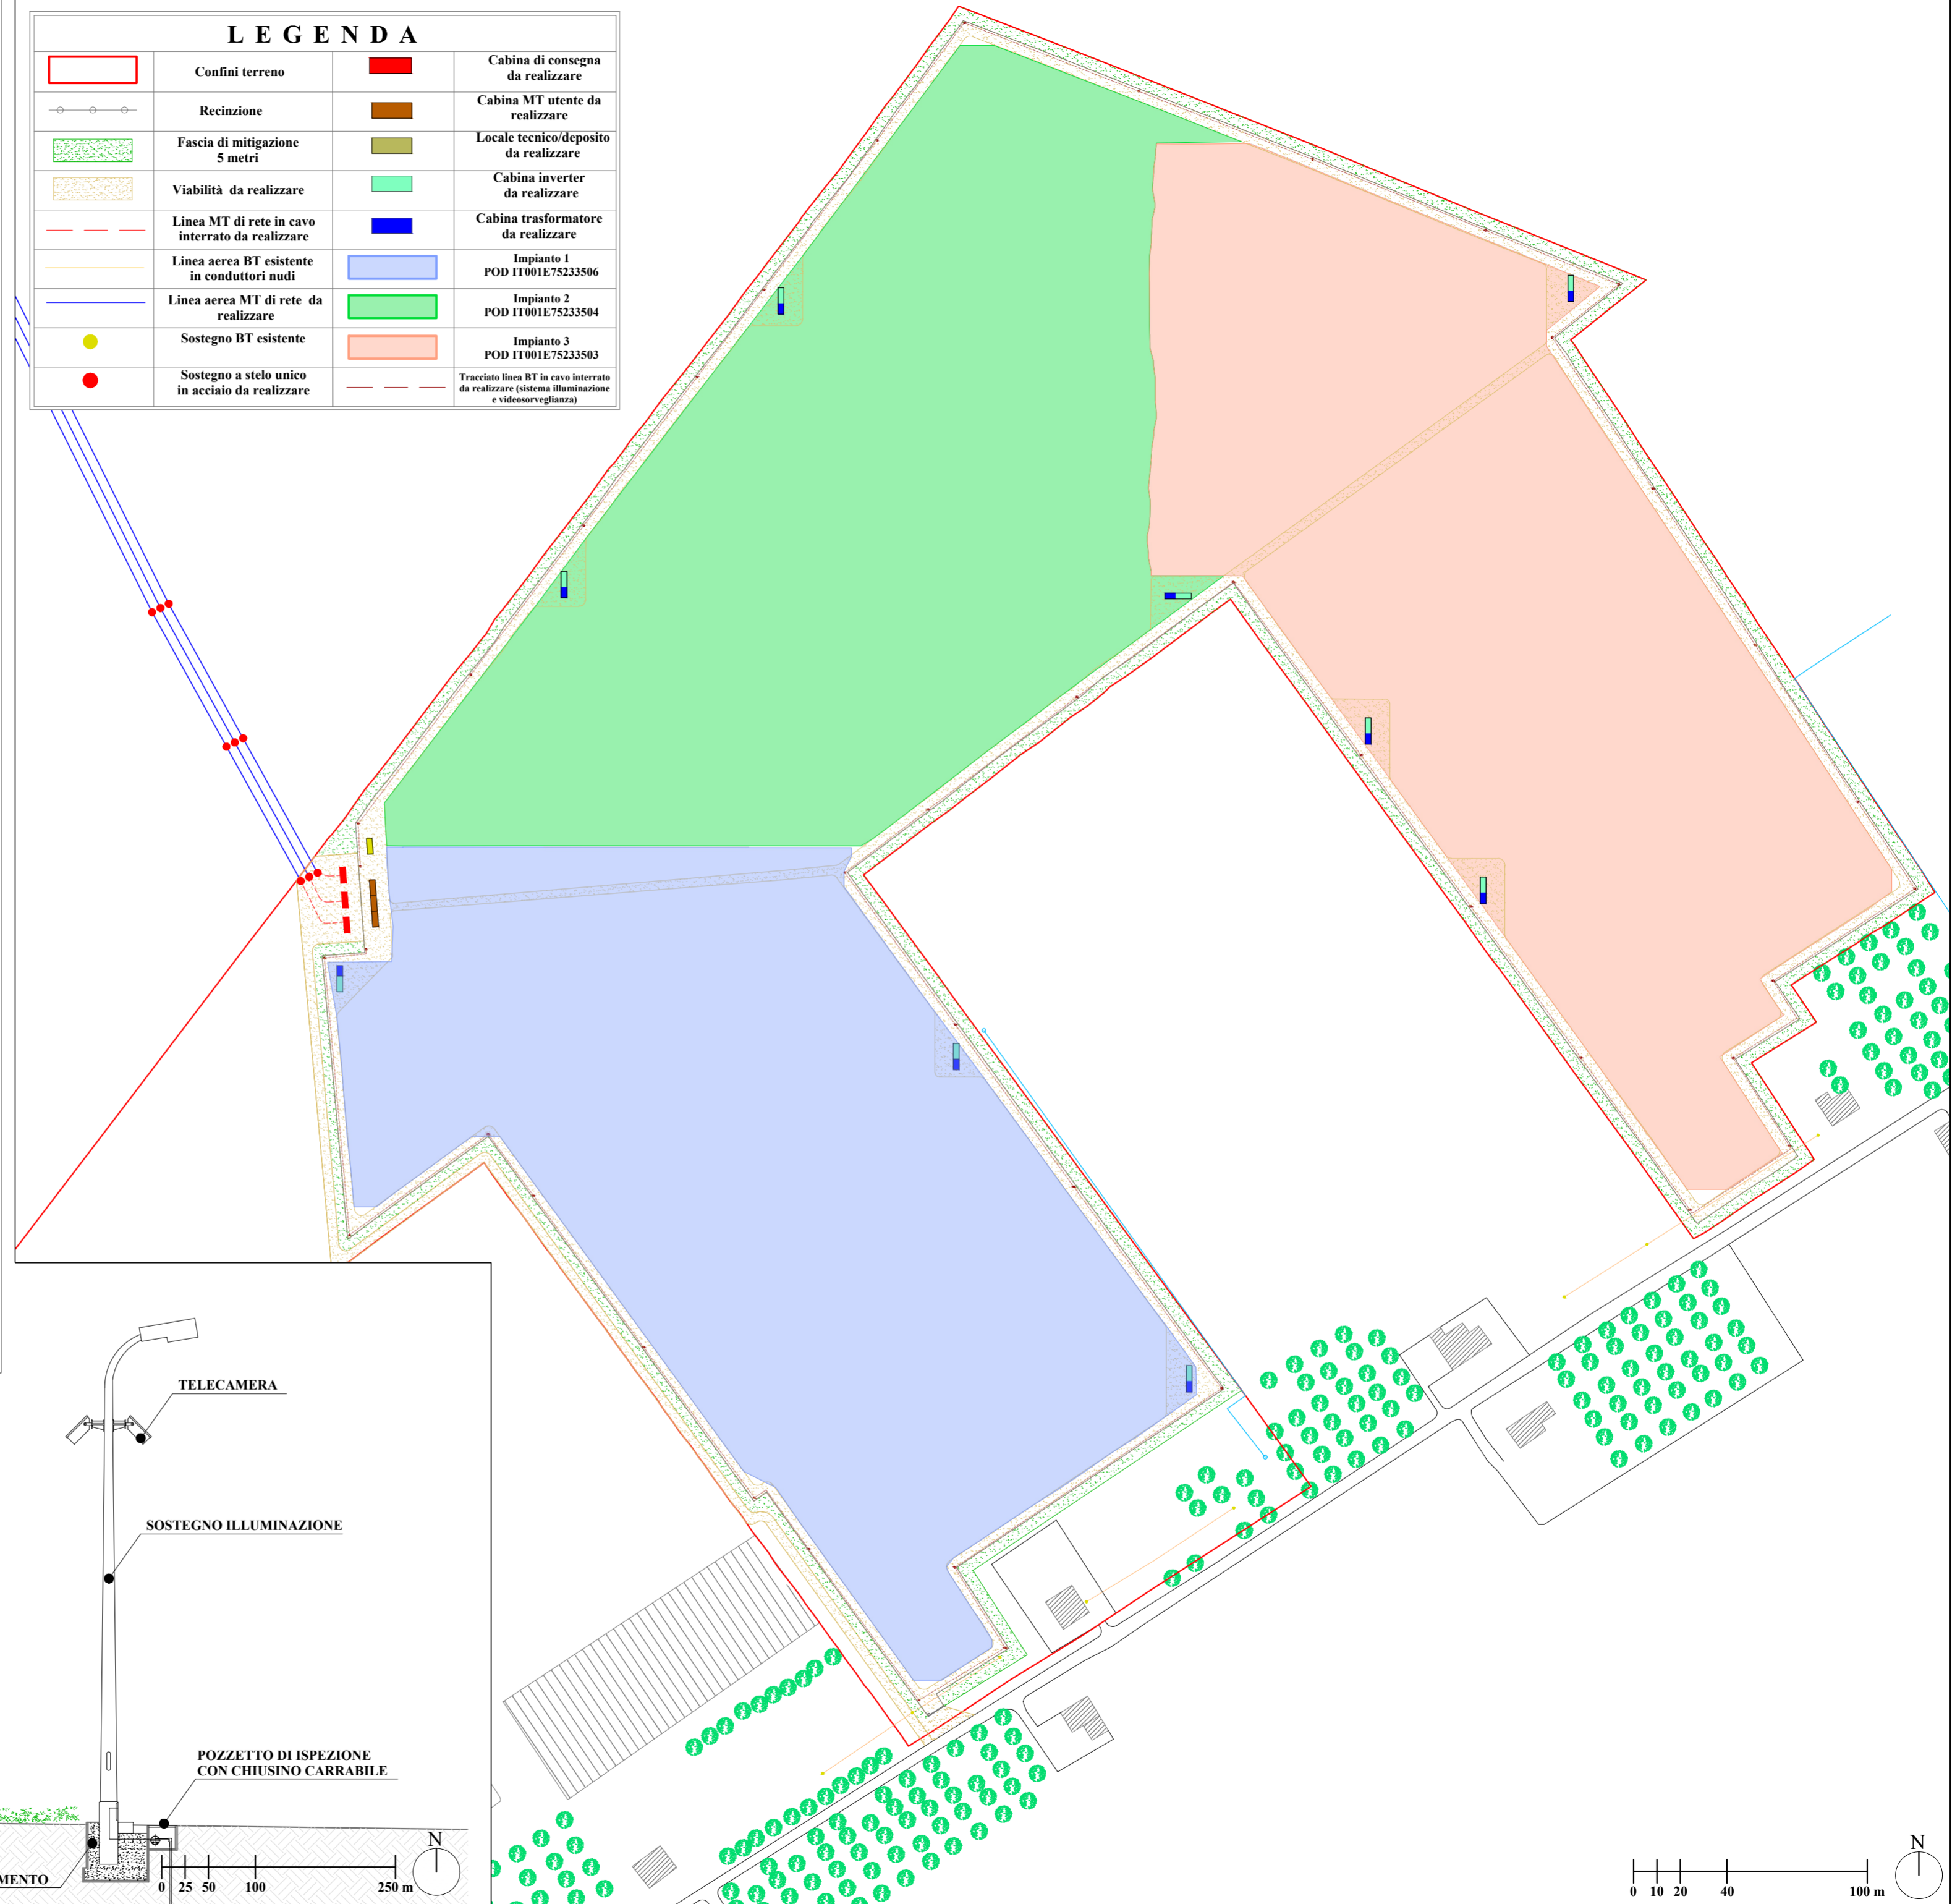 L E G E N D A
Confini terreno
Cabina di consegna
da realizzare
Recinzione
Cabina MT utente da
realizzare
Fascia di mitigazione
5 metri
Locale tecnico/deposito
da realizzare
Viabilità da realizzare
Cabina inverter
da realizzare
Linea MT di rete in cavo
interrato da realizzare
Cabina trasformatore
da realizzare
Linea aerea BT esistente
in conduttori nudi
Impianto 1
POD IT001E75233506
Linea aerea MT di rete da
realizzare
Impianto 2
POD IT001E75233504
Sostegno BT esistente
Impianto 3
POD IT001E75233503
Sostegno a stelo unico
in acciaio da realizzare
Tracciato linea BT in cavo interrato
da realizzare (sistema illuminazione
e videosorveglianza)
TELECAMERA
SOSTEGNO ILLUMINAZIONE
POZZETTO DI ISPEZIONE
CON CHIUSINO CARRABILE
MENTO
N
0 25 50 100 250 m
N
0 10 20 40 100 m